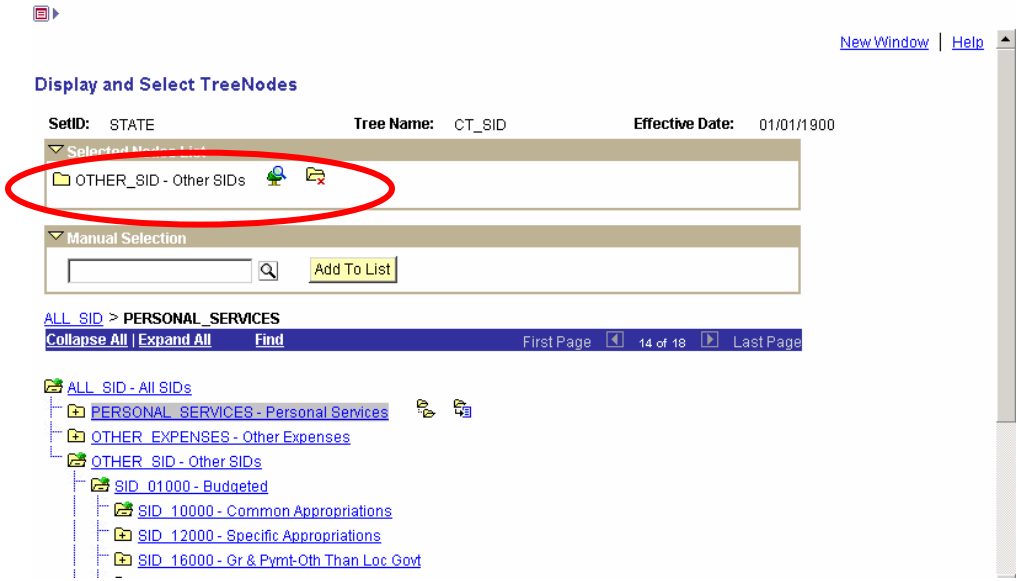 New Window | Help
Display and Select TreeNodes
SetID: STATE Tree Name: CT_SID Effective Date: 01/01/1900
Selected Nodes List
OTHER_SID - Other SIDs
Manual Selection
Add To List
ALL_SID > PERSONAL_SERVICES
Collapse All | Expand All Find First Page 14 of 18 Last Page
ALL_SID - All SIDs
PERSONAL_SERVICES - Personal Services
OTHER_EXPENSES - Other Expenses
OTHER_SID - Other SIDs
SID_01000 - Budgeted
SID_10000 - Common Appropriations
SID_12000 - Specific Appropriations
SID_16000 - Gr & Pymt-Oth Than Loc Govt